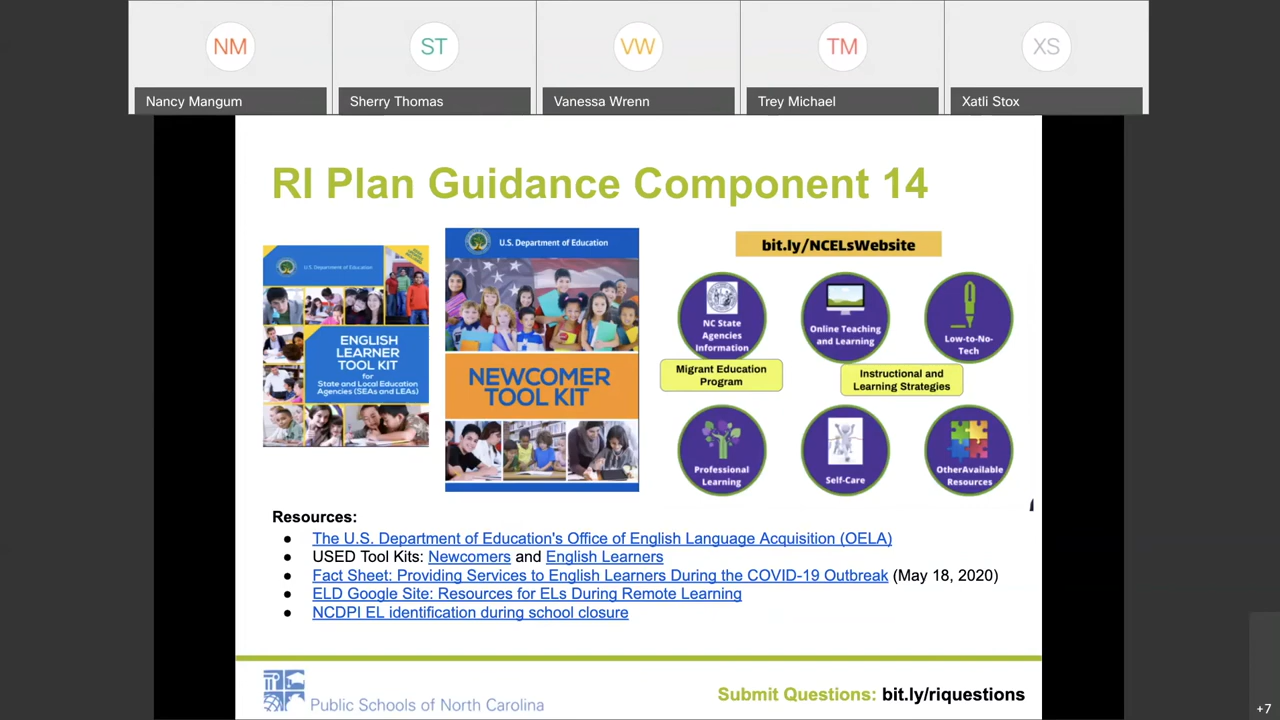 NM
ST
VW
TM
XS
Nancy Mangum
Sherry Thomas
Vanessa Wrenn
Trey Michael
Xatli Stox
RI Plan Guidance Component 14
U.S. Department of Education
ENGLISH
LEARNER
TOOL KIT
for
State and Local Education
Agencies (SEAs and LEAs)
U.S. Department of Education
NEWCOMER
TOOL KIT
bit.ly/NCELsWebsite
NC State
Agencies
Information
Online Teaching
and Learning
Low-to-No-
Tech
Migrant Education
Program
Instructional and
Learning Strategies
Professional
Learning
Self-Care
OtherAvailable
Resources
Resources:
● The U.S. Department of Education's Office of English Language Acquisition (OELA)
● USED Tool Kits: Newcomers and English Learners
● Fact Sheet: Providing Services to English Learners During the COVID-19 Outbreak (May 18, 2020)
● ELD Google Site: Resources for ELs During Remote Learning
● NCDPI EL identification during school closure
Public Schools of North Carolina
Submit Questions: bit.ly/riquestions
+7